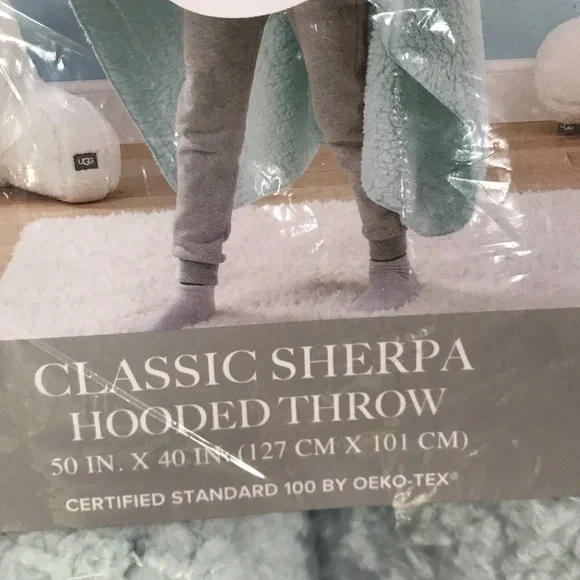 UGG
UGG
CLASSIC SHERPA
HOODED THROW
50 IN. X 40 IN. (127 CM X 101 CM)
CERTIFIED STANDARD 100 BY OEKO-TEX®